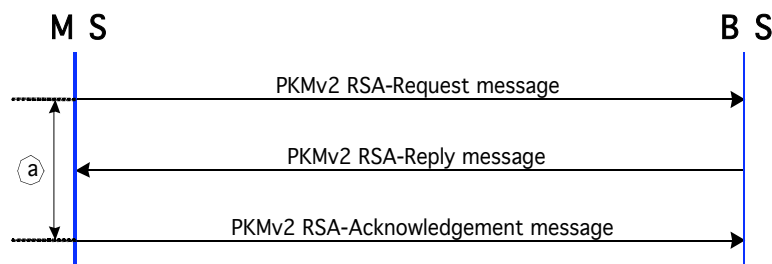 M S B S
PKMv2 RSA-Request message
PKMv2 RSA-Reply message
a
PKMv2 RSA-Acknowledgement message